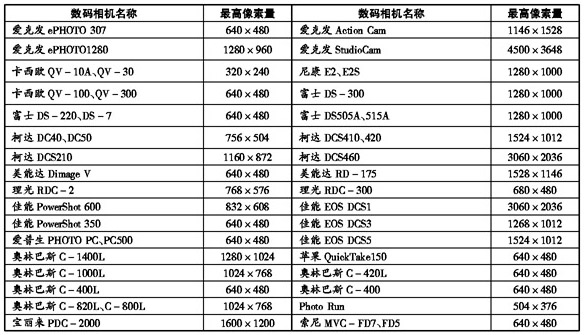 数码相机名称 最高像素量 数码相机名称 最高像素量
爱克发 ePHOTO 307 640×480 爱克发 Action Cam 1146×1528
爱克发 ePHOTO1280 1280×960 爱克发 StudioCam 4500×3648
卡西欧 QV-10A、QV-30 320×240 尼康 E2、E2S 1280×1000
卡西欧 QV-100、QV-300 640×480 富士 DS-300 1280×1000
富士 DS-220、DS-7 640×480 富士 DS505A、515A 1280×1000
柯达 DC40、DC50 756×504 柯达 DCS410、420 1524×1012
柯达 DCS210 1160×872 柯达 DCS460 3060×2036
美能达 Dimage V 640×480 美能达 RD-175 1528×1146
理光 RDC-2 768×576 理光 RDC-300 680×480
佳能 PowerShot 600 832×608 佳能 EOS DCS1 3060×2036
佳能 PowerShot 350 640×480 佳能 EOS DCS3 1268×1012
爱普生 PHOTO PC、PC500 640×480 佳能 EOS DCS5 1524×1012
奥林巴斯 C-1400L 1280×1024 苹果 QuickTake150 640×480
奥林巴斯 C-1000L 1024×768 奥林巴斯 C-420L 640×480
奥林巴斯 C-400L 640×480 奥林巴斯 C-400 640×480
奥林巴斯 C-820L、C-800L 1024×768 Photo Run 504×376
宝丽来 PDC-2000 1600×1200 索尼 MVC-FD7、FD5 640×480